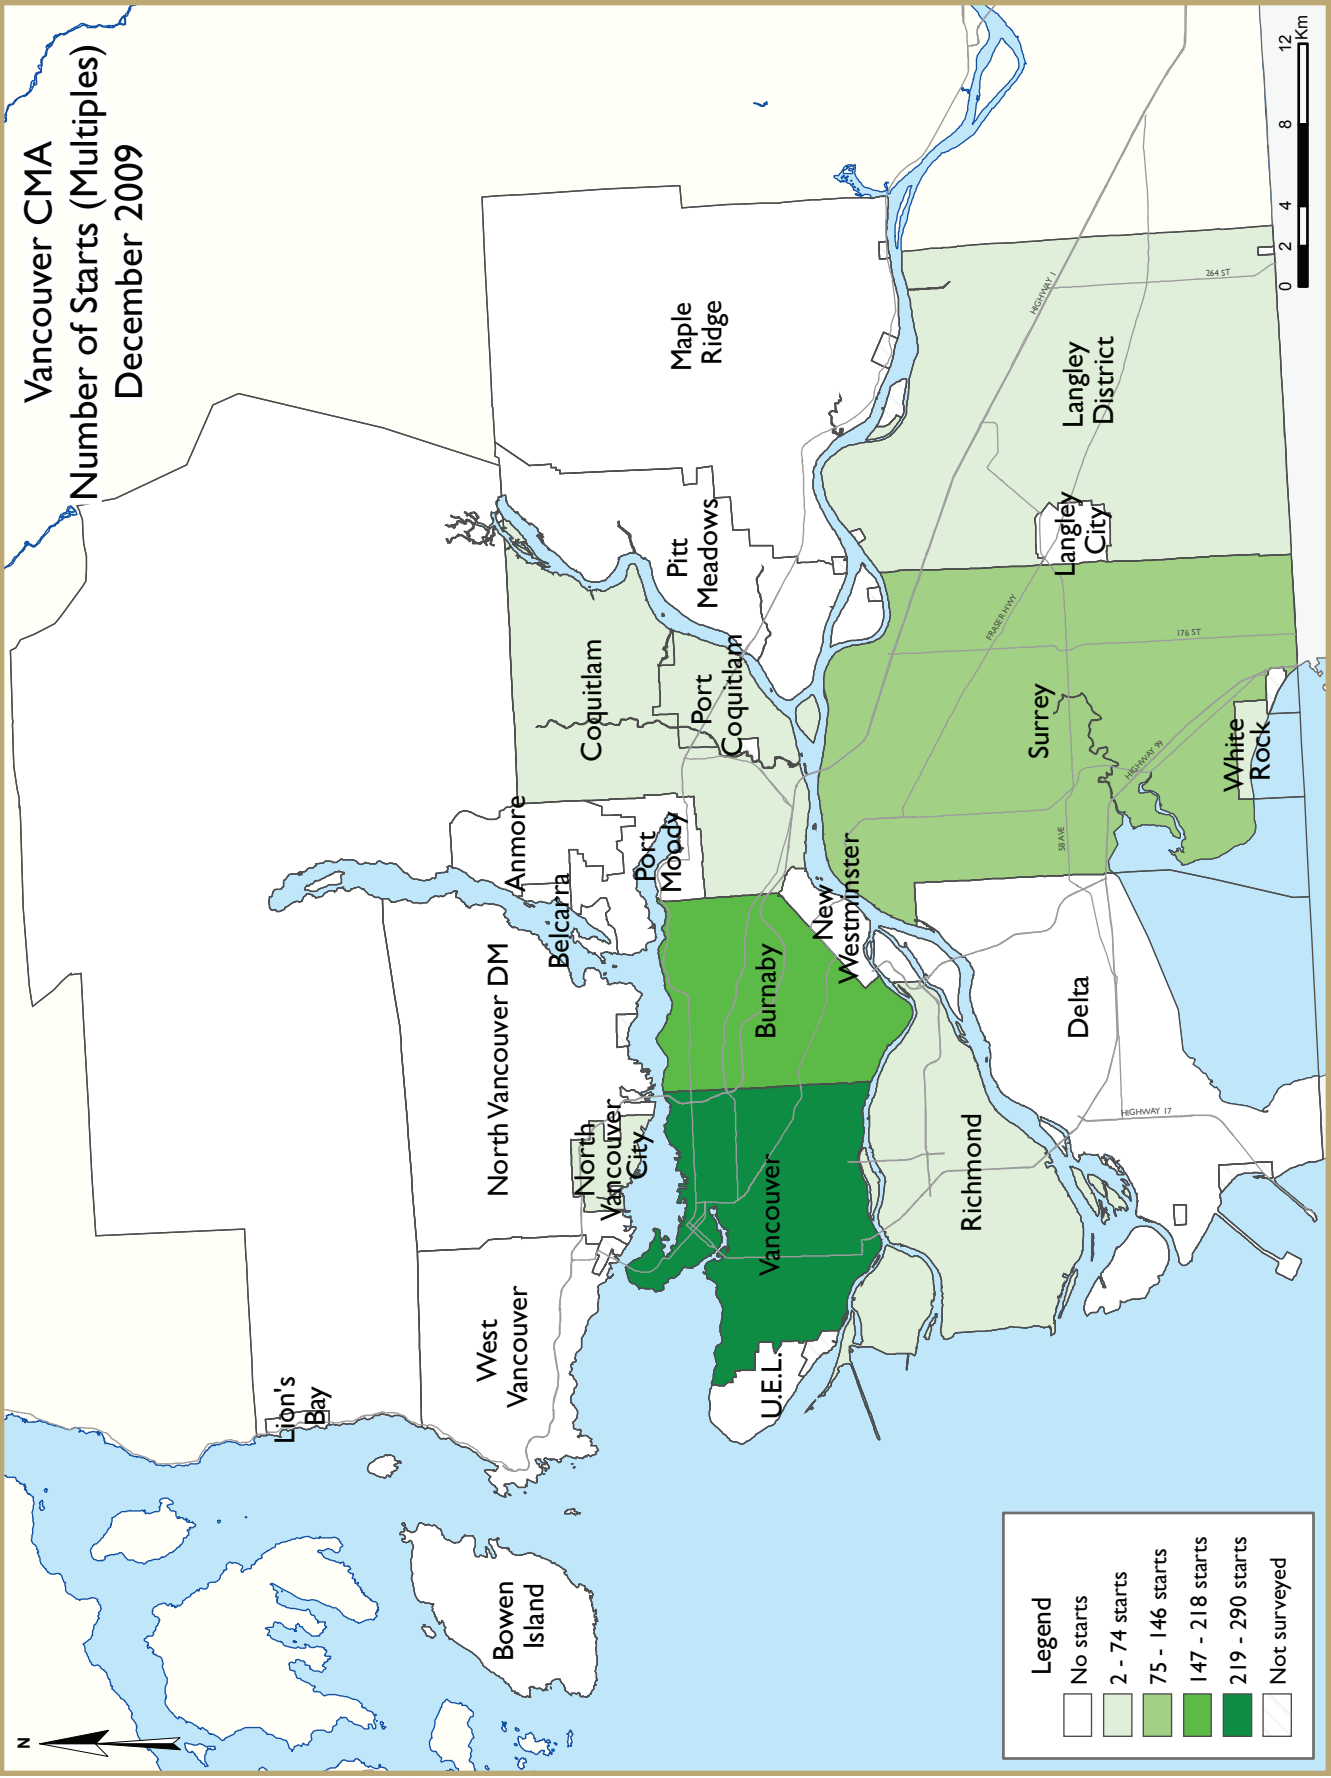 Vancouver CMA
Number of Starts (Multiples)
December 2009
N
Lion's
Bay
Bowen
Island
West
Vancouver
North Vancouver DM
North
Vancouver
City
Belcarra
Anmore
Port
Moody
Coquitlam
Port
Coquitlam
Pitt
Meadows
Maple
Ridge
U.E.L.
Vancouver
Burnaby
New
Westminster
Richmond
Delta
Surrey
White
Rock
Langley
City
Langley
District
HIGHWAY 1
264 ST
FRASER HWY
176 ST
HIGHWAY 99
58 AVE
HIGHWAY 17
Legend
No starts
2 - 74 starts
75 - 146 starts
147 - 218 starts
219 - 290 starts
Not surveyed
0 2 4 8 12
Km